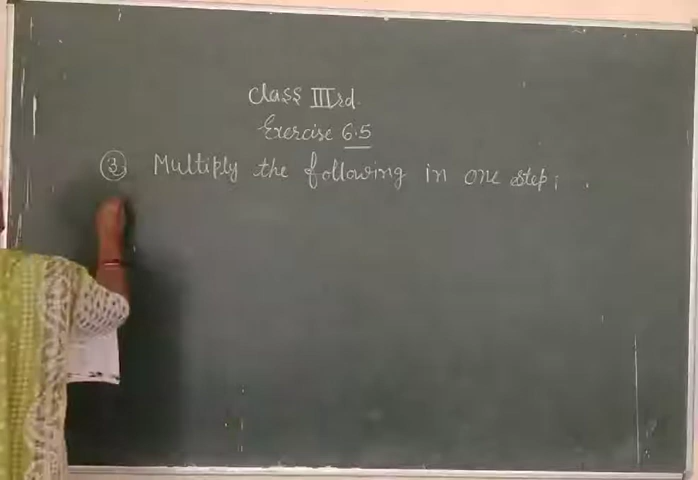 Class IIIrd.
Exercise 6.5
3 Multiply the following in one step;